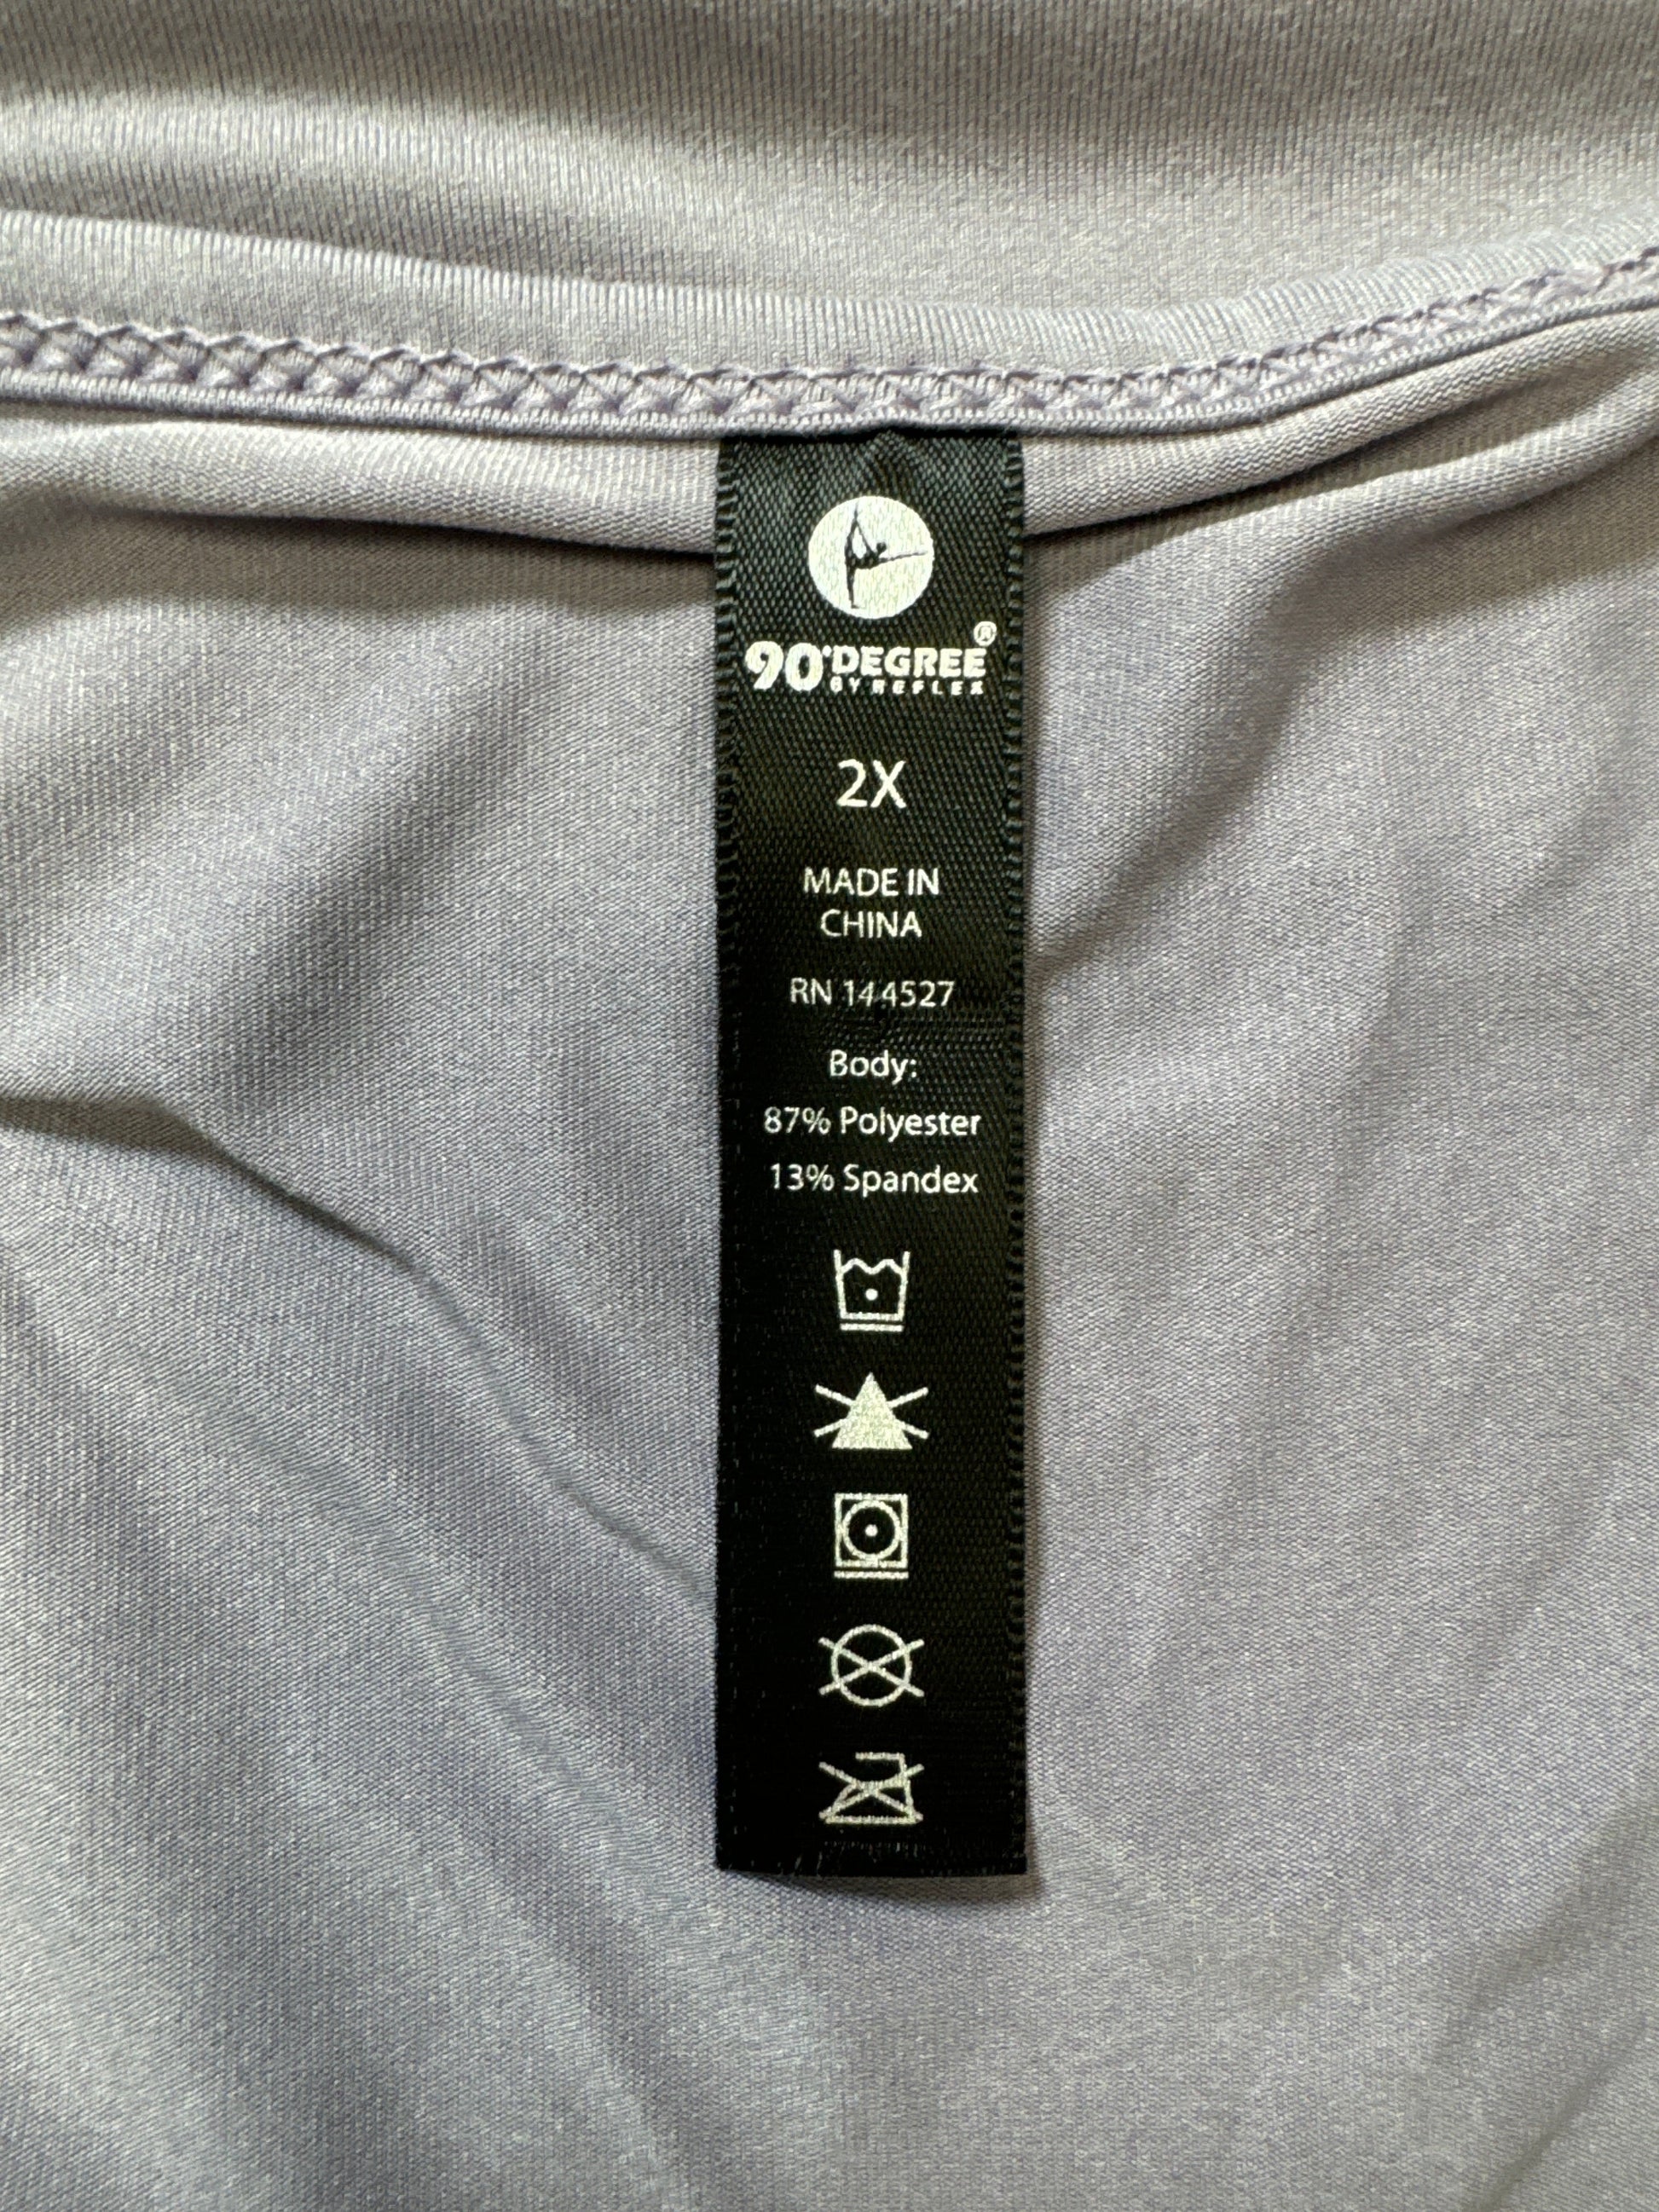 90°DEGREE®
BY REFLEX
2X
MADE IN
CHINA
RN 144527
Body:
87% Polyester
13% Spandex